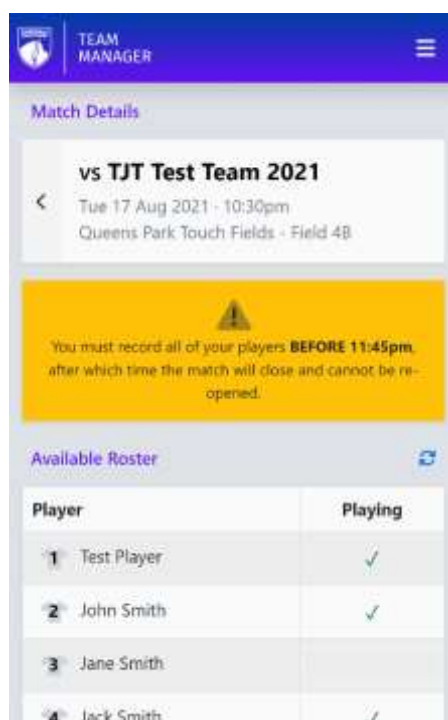 TEAM
MANAGER
Match Details
vs TJT Test Team 2021
Tue 17 Aug 2021 - 10:30pm
Queens Park Touch Fields - Field 4B
You must record all of your players BEFORE 11:45pm,
after which time the match will close and cannot be re-
opened.
Available Roster
Player Playing
1 Test Player
2 John Smith
3 Jane Smith
4 Jack Smith